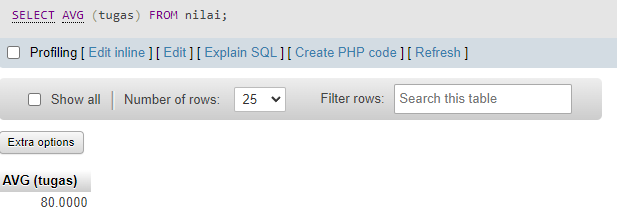 SELECT AVG (tugas) FROM nilai;
Profiling [ Edit inline ] [ Edit ] [ Explain SQL ] [ Create PHP code ] [ Refresh ]
Show all Number of rows: 25 Filter rows: Search this table
Extra options
AVG (tugas)
80.0000